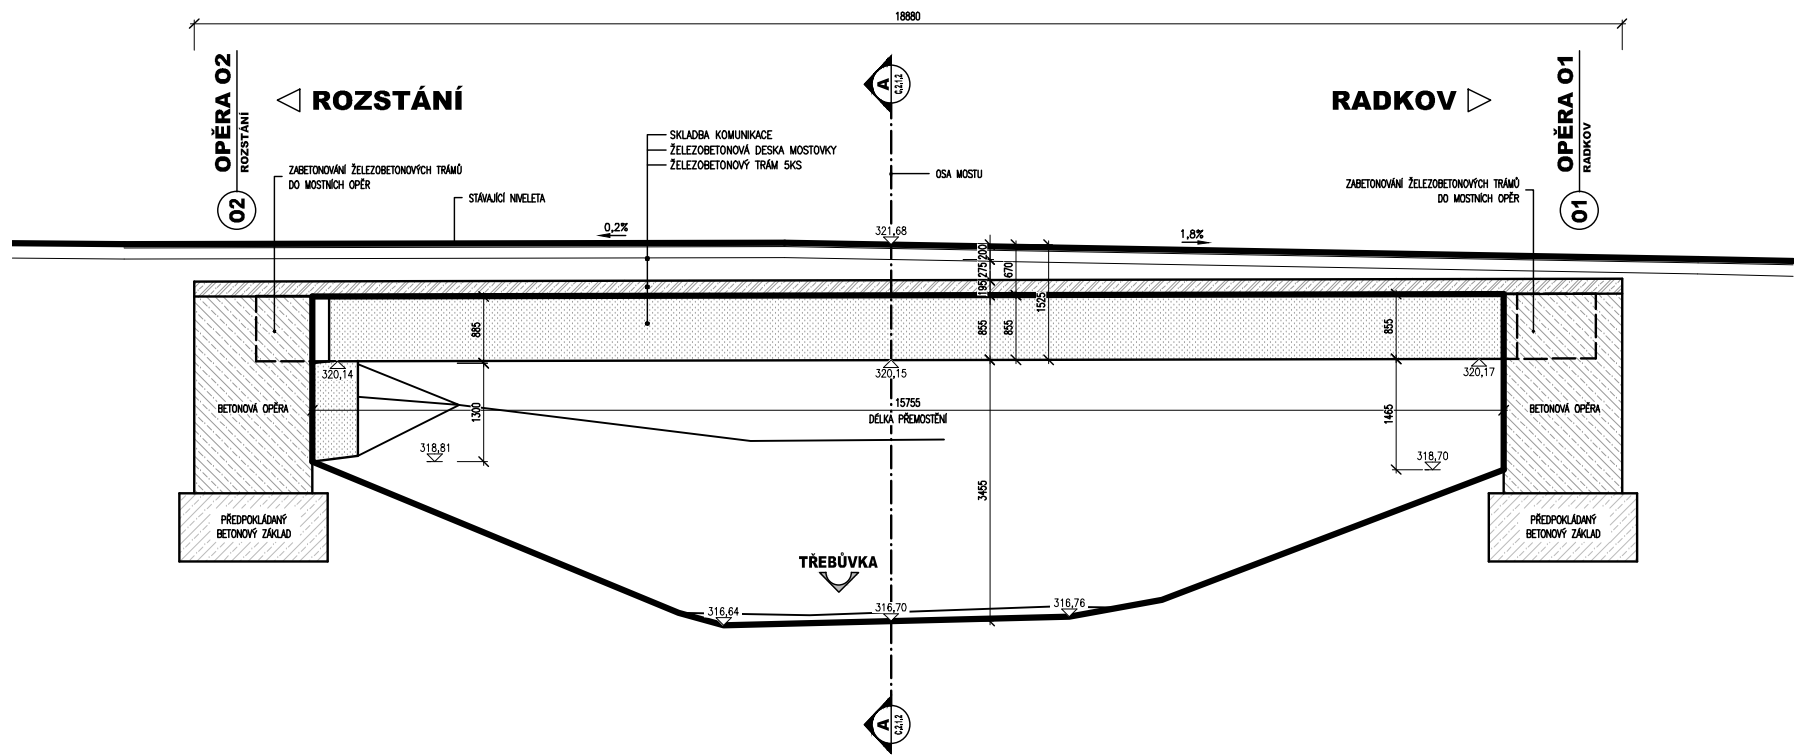 18880
OPĚRA O2
ROZSTÁNÍ
O2
ROZSTÁNÍ
A
C.2.1.2
RADKOV
OPĚRA O1
RADKOV
O1
SKLADBA KOMUNIKACE
ŽELEZOBETONOVÁ DESKA MOSTOVKY
ŽELEZOBETONOVÝ TRÁM 5KS
ZABETONOVÁNÍ ŽELEZOBETONOVÝCH TRÁMŮ
DO MOSTNÍCH OPĚR
STÁVAJÍCÍ NIVELETA
OSA MOSTU
ZABETONOVÁNÍ ŽELEZOBETONOVÝCH TRÁMŮ
DO MOSTNÍCH OPĚR
0,2%
321,68
1,8%
200
275
195
670
1525
885
855
855
855
320,14
320,15
320,17
BETONOVÁ OPĚRA
1300
15755
DÉLKA PŘEMOSTĚNÍ
1465
BETONOVÁ OPĚRA
318,81
318,70
3455
PŘEDPOKLÁDANÝ
BETONOVÝ ZÁKLAD
PŘEDPOKLÁDANÝ
BETONOVÝ ZÁKLAD
TŘEBŮVKA
316,64
316,70
316,76
A
C.2.1.2